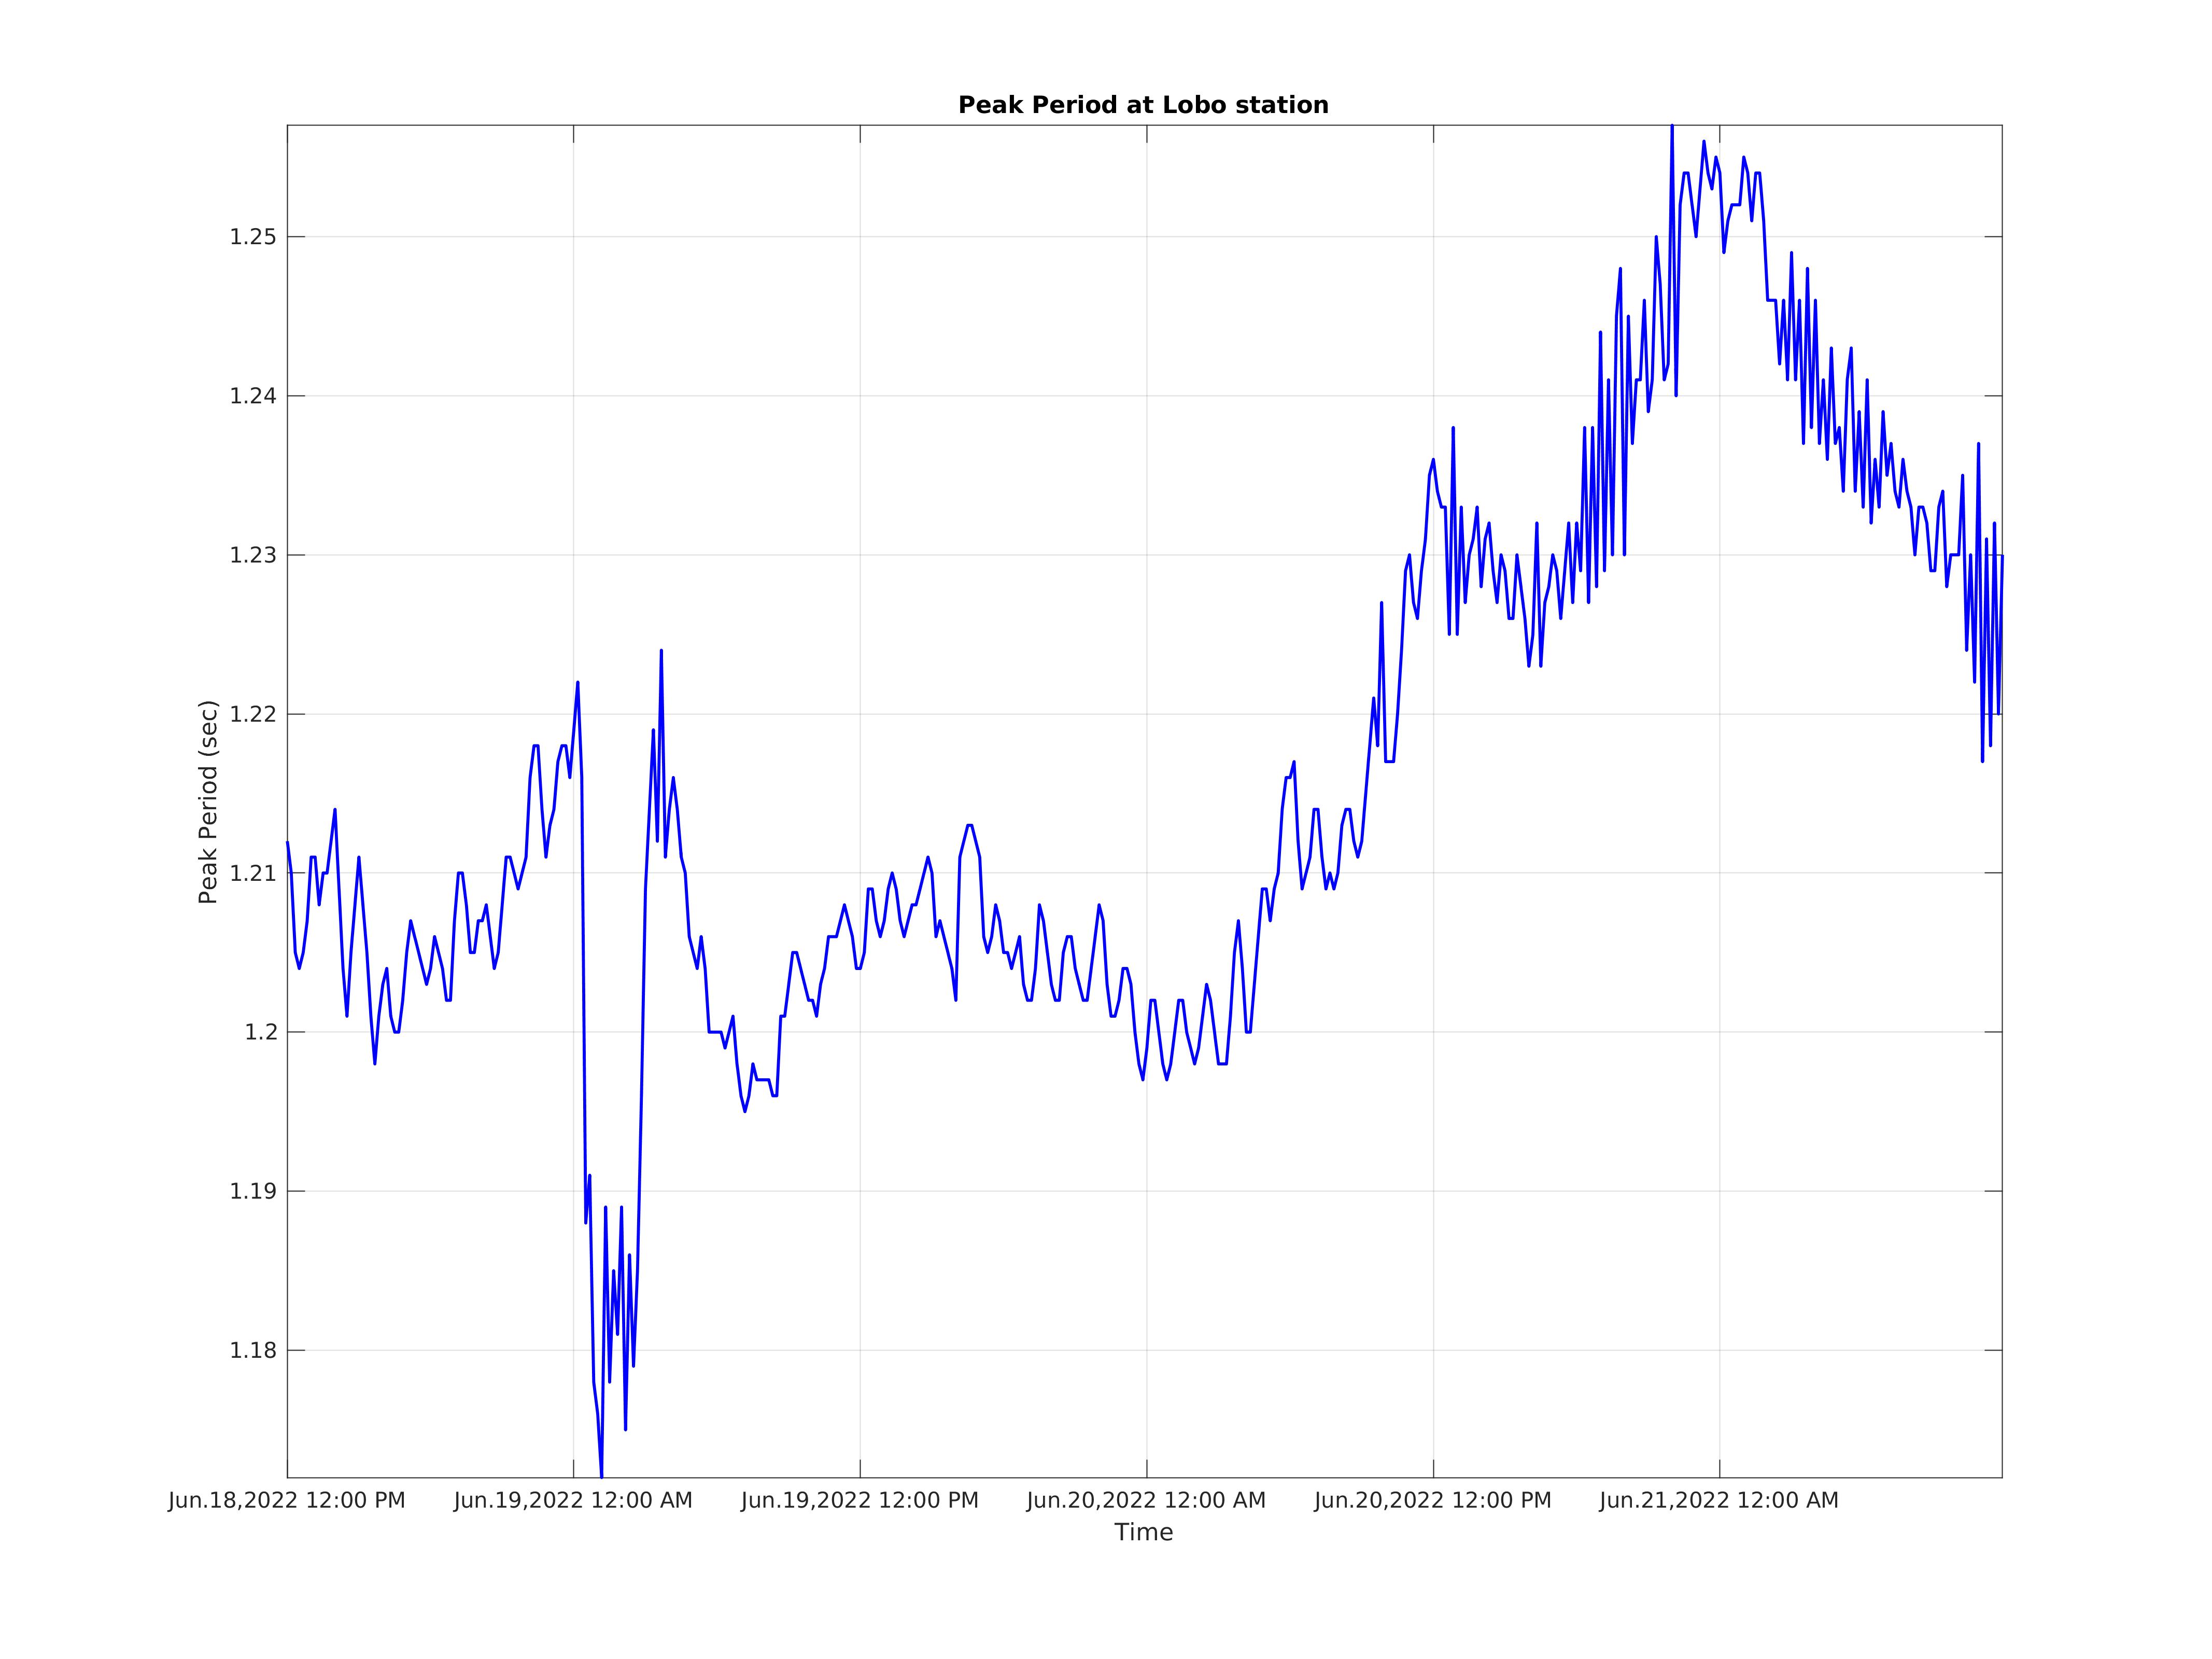 Peak Period at Lobo station
Peak Period (sec)
1.25
1.24
1.23
1.22
1.21
1.2
1.19
1.18
Jun.18,2022 12:00 PM
Jun.19,2022 12:00 AM
Jun.19,2022 12:00 PM
Jun.20,2022 12:00 AM
Jun.20,2022 12:00 PM
Jun.21,2022 12:00 AM
Time